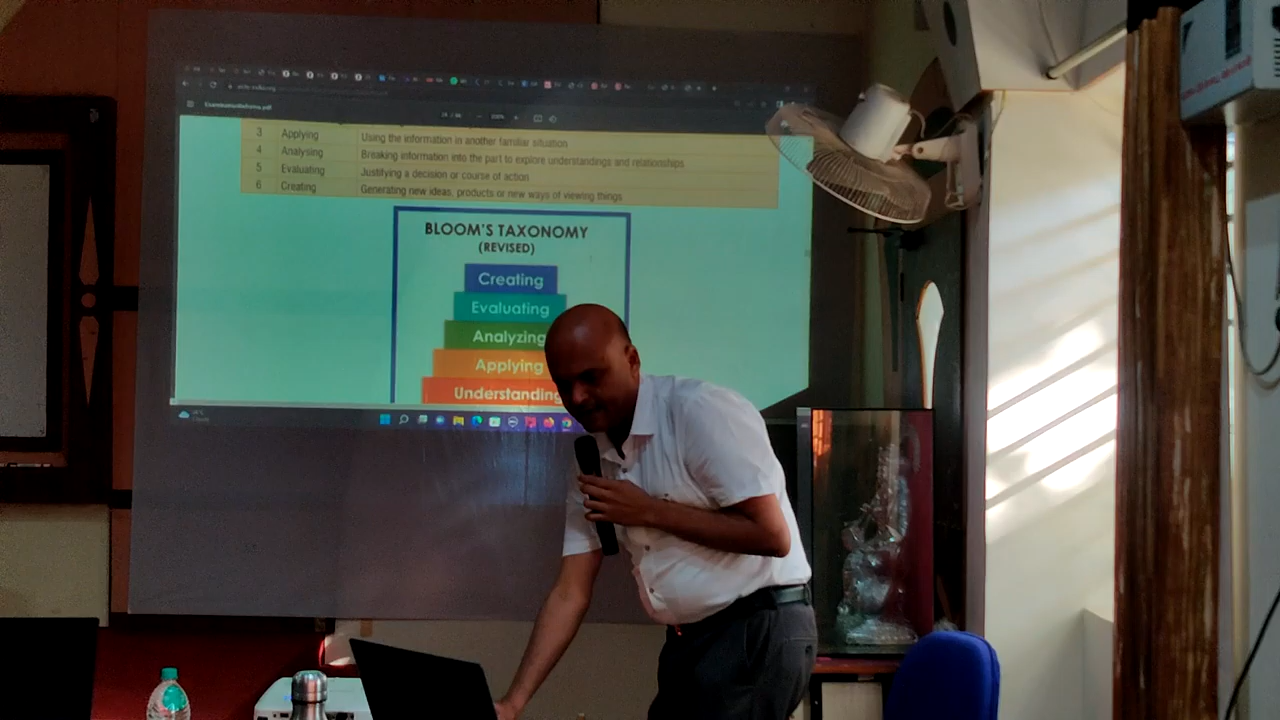 ExaminationReforms.pdf
3 Applying Using the information in another familiar situation
4 Analysing Breaking information into the part to explore understandings and relationships
5 Evaluating Justifying a decision or course of action
6 Creating Generating new ideas, products or new ways of viewing things
BLOOM'S TAXONOMY
(REVISED)
Creating
Evaluating
Analyzing
Applying
Understanding